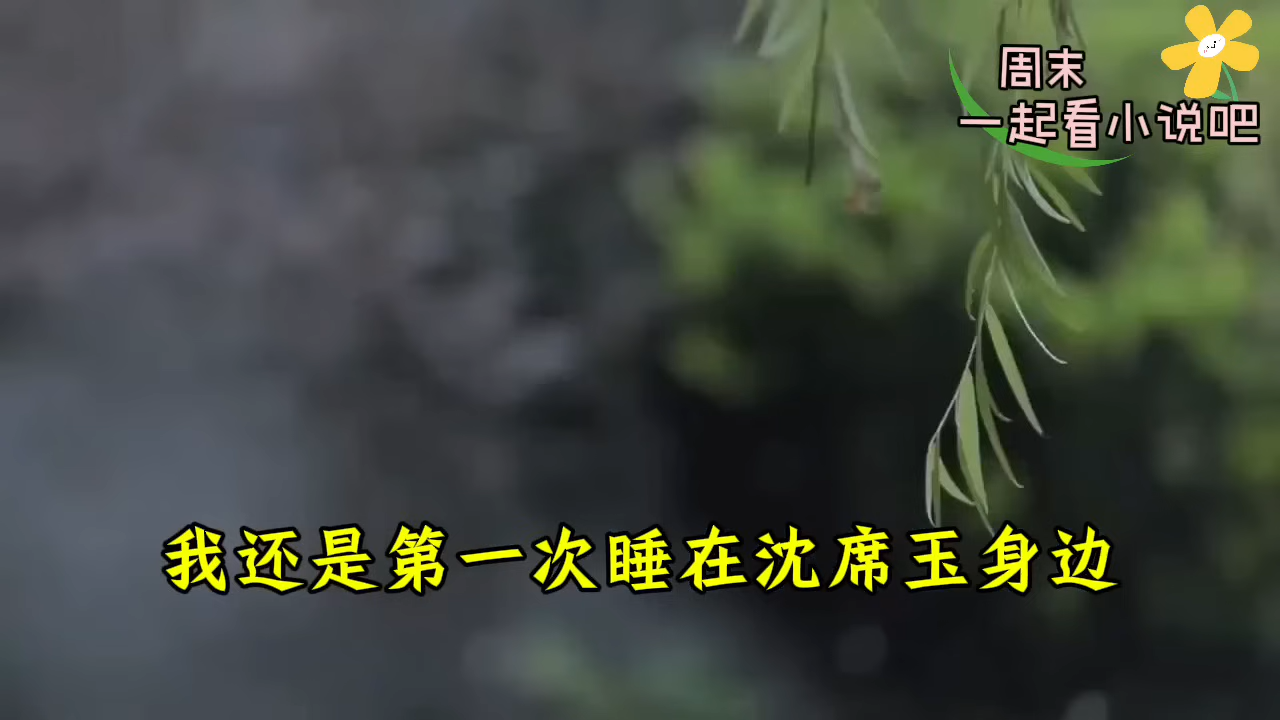 周末
一起看小说吧
我还是第一次睡在沈席玉身边